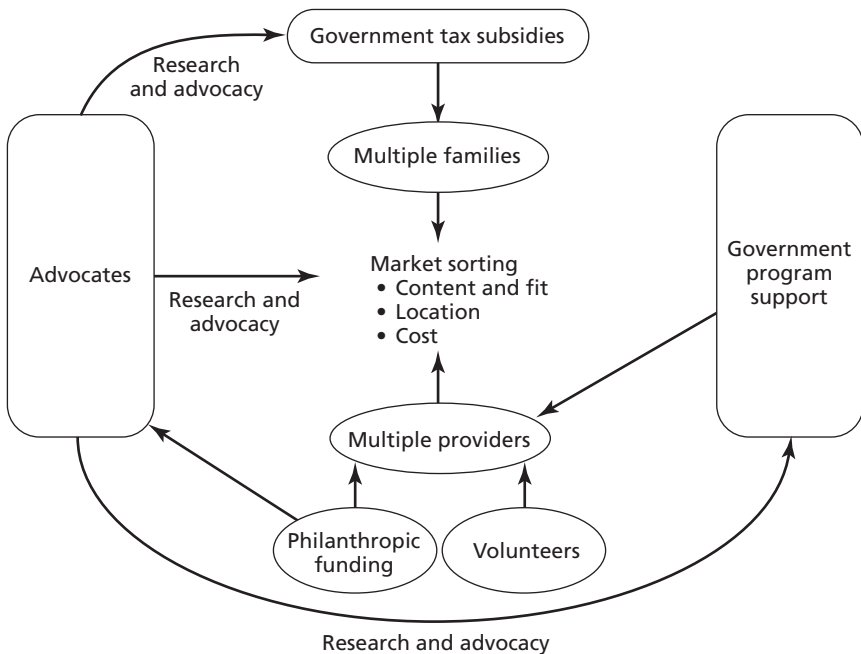 Government tax subsidies
Research
and advocacy
Multiple families
Advocates
Research and
advocacy
Market sorting
• Content and fit
• Location
• Cost
Government
program
support
Multiple providers
Philanthropic
funding
Volunteers
Research and advocacy